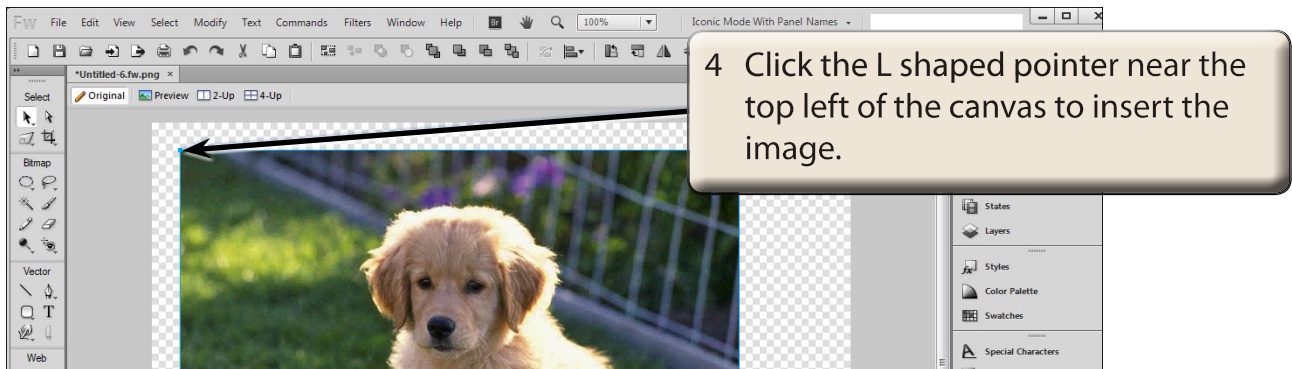 Fw File Edit View Select Modify Text Commands Filters Window Help Br 100% Iconic Mode With Panel Names
4 Click the L shaped pointer near the
top left of the canvas to insert the
image.
*Untitled-6.fw.png ×
Select
Original Preview 2-Up 4-Up
Bitmap
Vector
T
Web
States
Layers
fx Styles
Color Palette
Swatches
A Special Characters